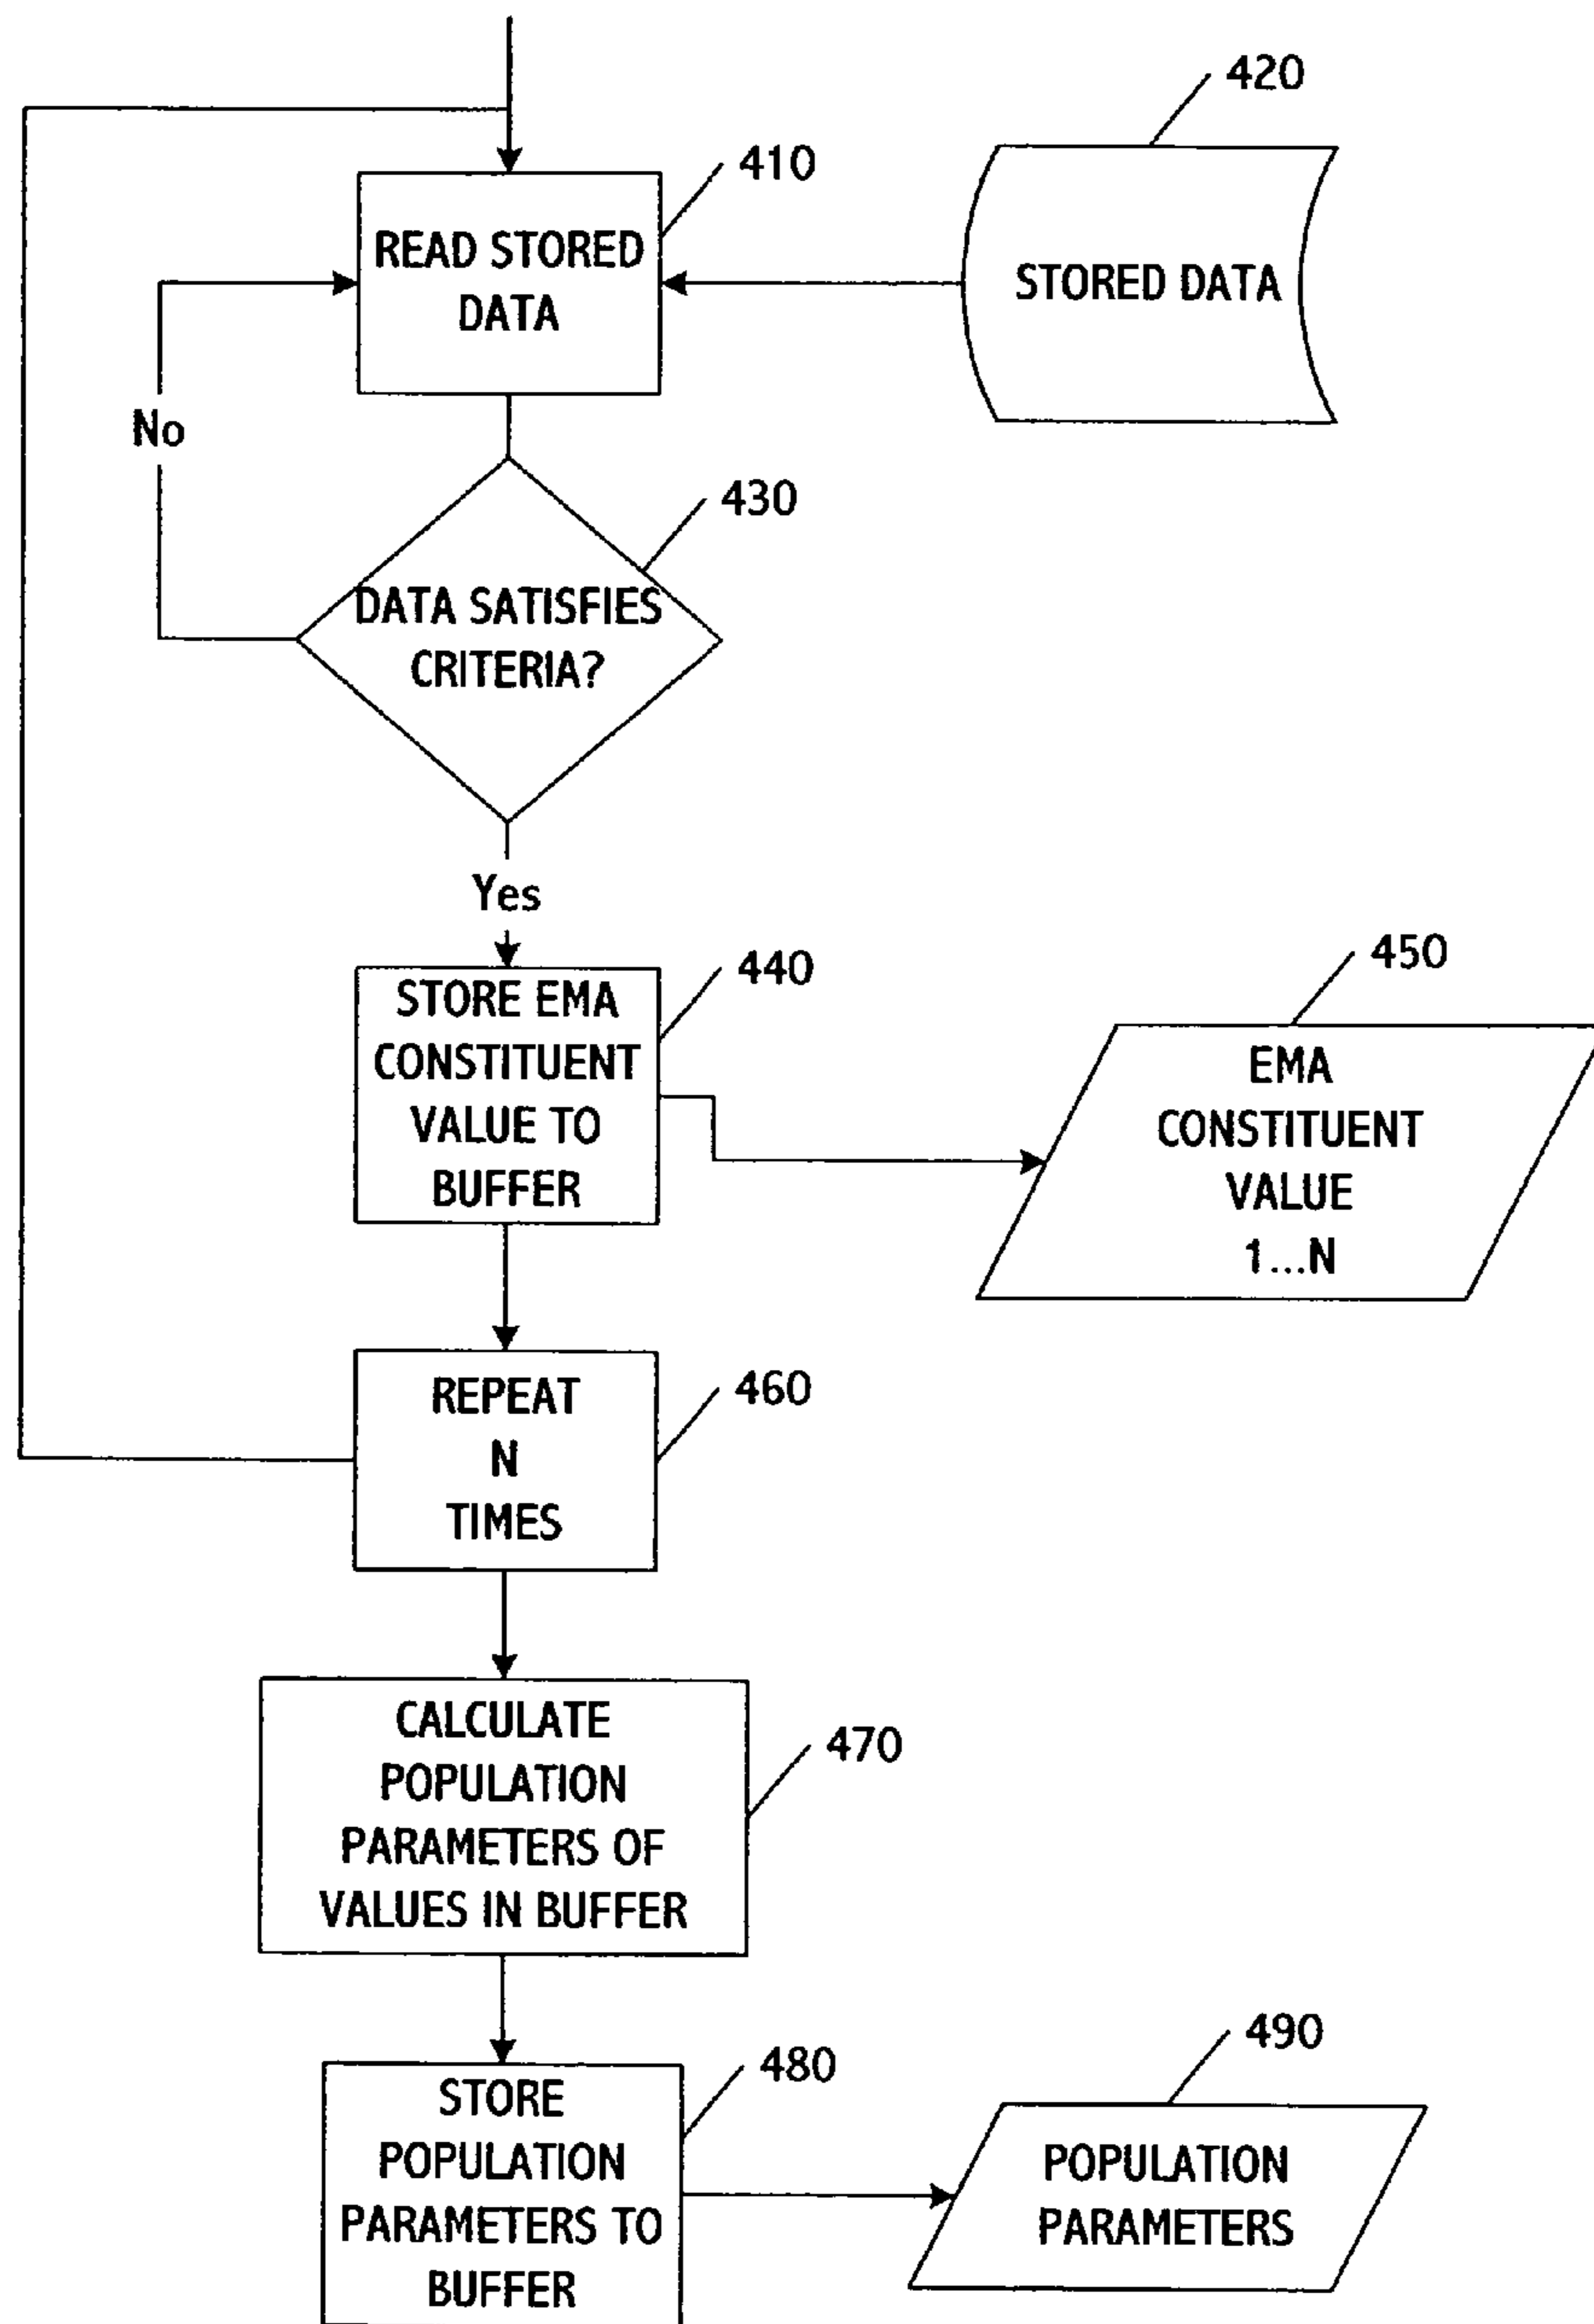 420
410
READ STORED
DATA
STORED DATA
No
430
DATA SATISFIES
CRITERIA?
Yes
440
STORE EMA
CONSTITUENT
VALUE TO
BUFFER
450
EMA
CONSTITUENT
VALUE
1...N
460
REPEAT
N
TIMES
470
CALCULATE
POPULATION
PARAMETERS OF
VALUES IN BUFFER
480
STORE
POPULATION
PARAMETERS TO
BUFFER
490
POPULATION
PARAMETERS